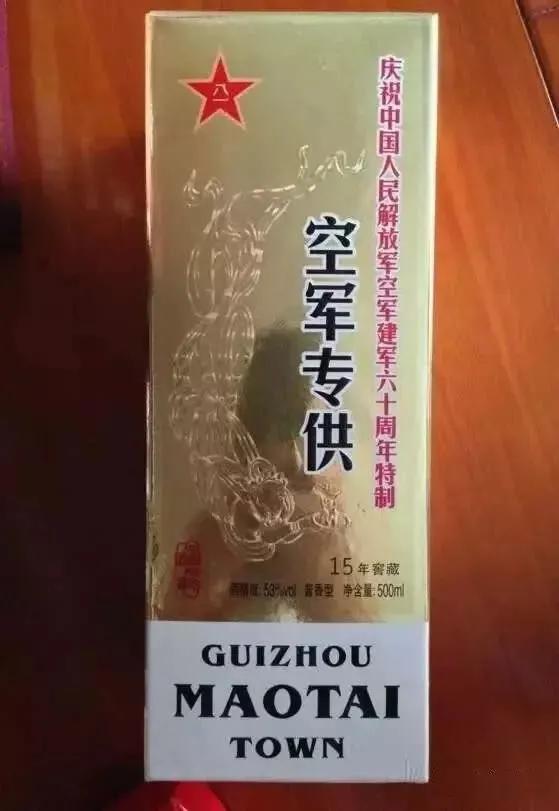 八一
庆祝中国人民解放军空军建军六十周年特制
空军专供
15年窖藏
酒精度: 53%vol 酱香型 净含量: 500ml
GUIZHOU
MAOTAI
TOWN